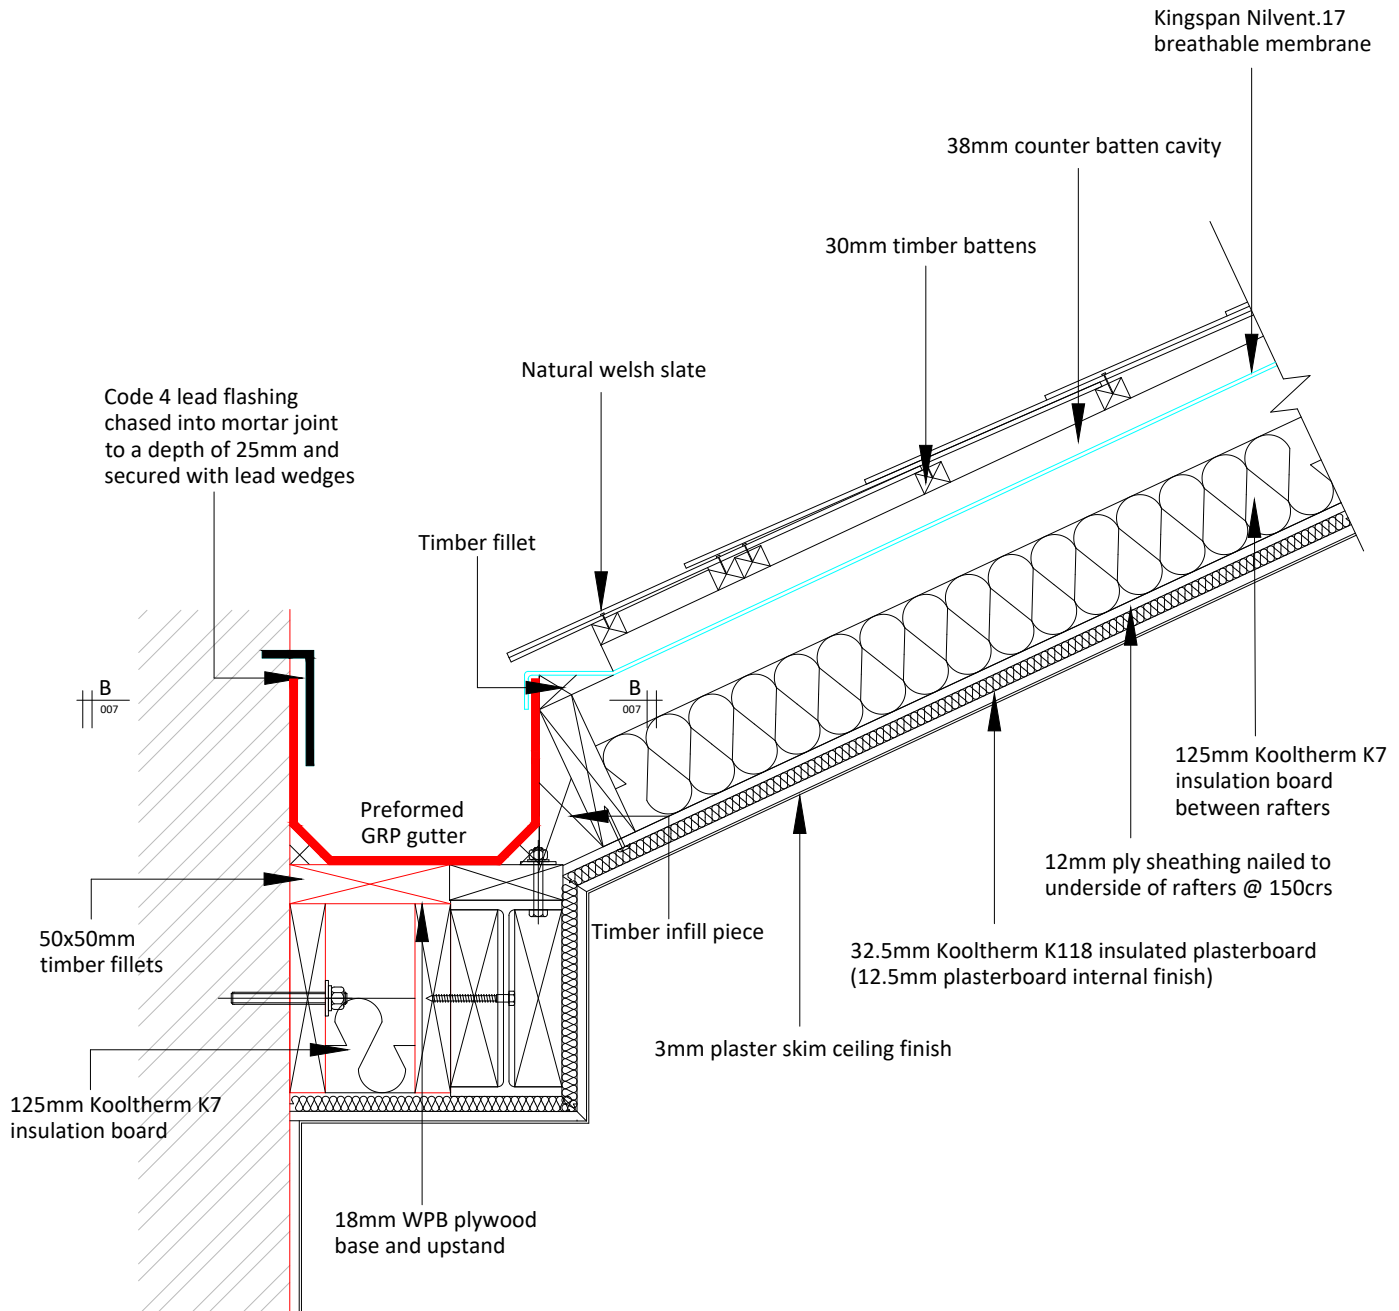 Kingspan Nilvent.17
breathable membrane
38mm counter batten cavity
30mm timber battens
Natural welsh slate
Code 4 lead flashing
chased into mortar joint
to a depth of 25mm and
secured with lead wedges
Timber fillet
B
007
B
007
Preformed
GRP gutter
125mm Kooltherm K7
insulation board
between rafters
12mm ply sheathing nailed to
underside of rafters @ 150crs
50x50mm
timber fillets
Timber infill piece
32.5mm Kooltherm K118 insulated plasterboard
(12.5mm plasterboard internal finish)
3mm plaster skim ceiling finish
125mm Kooltherm K7
insulation board
18mm WPB plywood
base and upstand